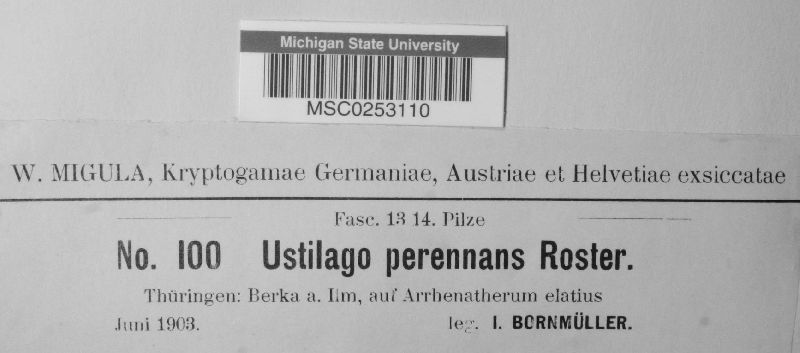 Michigan State University
MSC0253110
W. MIGULA, Kryptogamae Germaniae, Austriae et Helvetiae exsiccatae
Fasc. 13 14. Pilze
No. 100 Ustilago perennans Roster.
Thüringen: Berka a. Ilm, auf Arrhenatherum elatius
Juni 1903. leg. I. BORNMÜLLER.